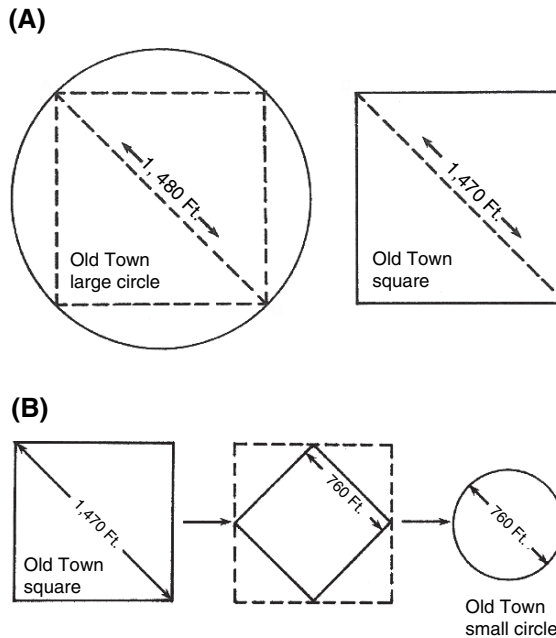 (A)
1, 480 Ft.
Old Town
large circle
1,470 Ft.
Old Town
square
(B)
1,470 Ft.
Old Town
square
760 Ft.
760 Ft.
Old Town
small circle